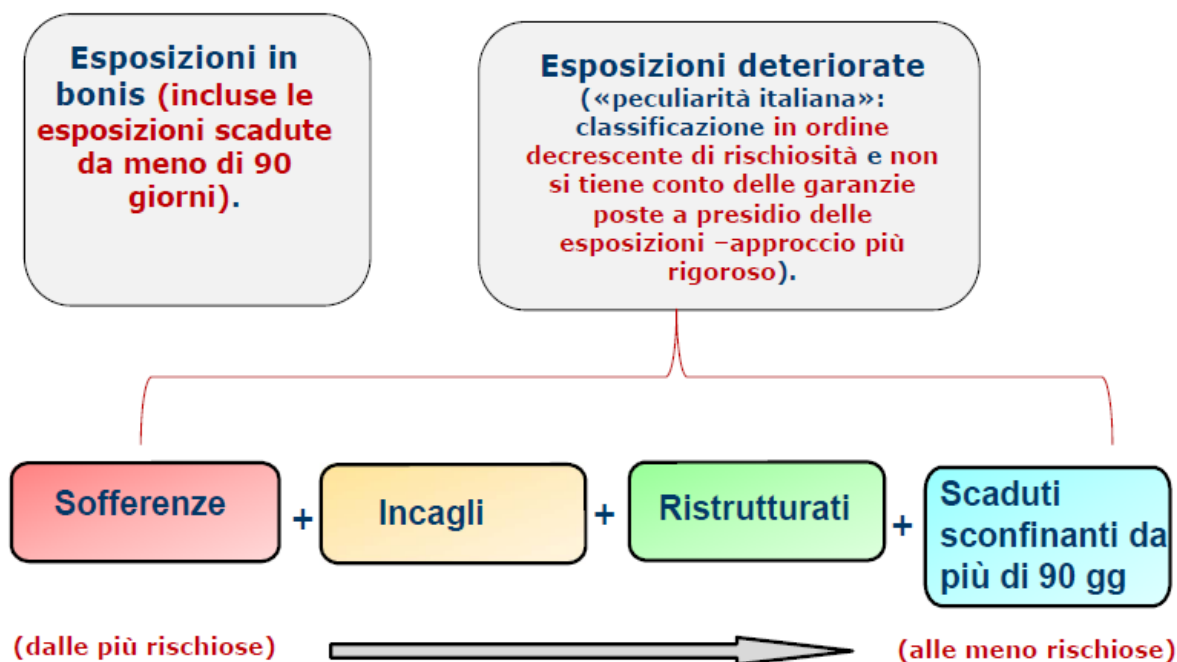 Esposizioni in
bonis (incluse le
esposizioni scadute
da meno di 90
giorni).
Esposizioni deteriorate
(«peculiarità italiana»:
classificazione in ordine
decrescente di rischiosità e non
si tiene conto delle garanzie
poste a presidio delle
esposizioni –approccio più
rigoroso).
Sofferenze
+
Incagli
+
Ristrutturati
+
Scaduti
sconfinanti da
più di 90 gg
(dalle più rischiose)
(alle meno rischiose)